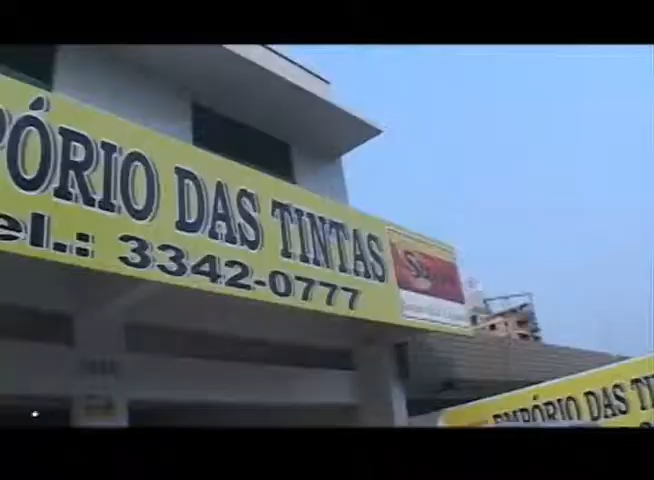 PÓRIO DAS TINTAS
el.: 3342-0777
EMPÓRIO DAS TI